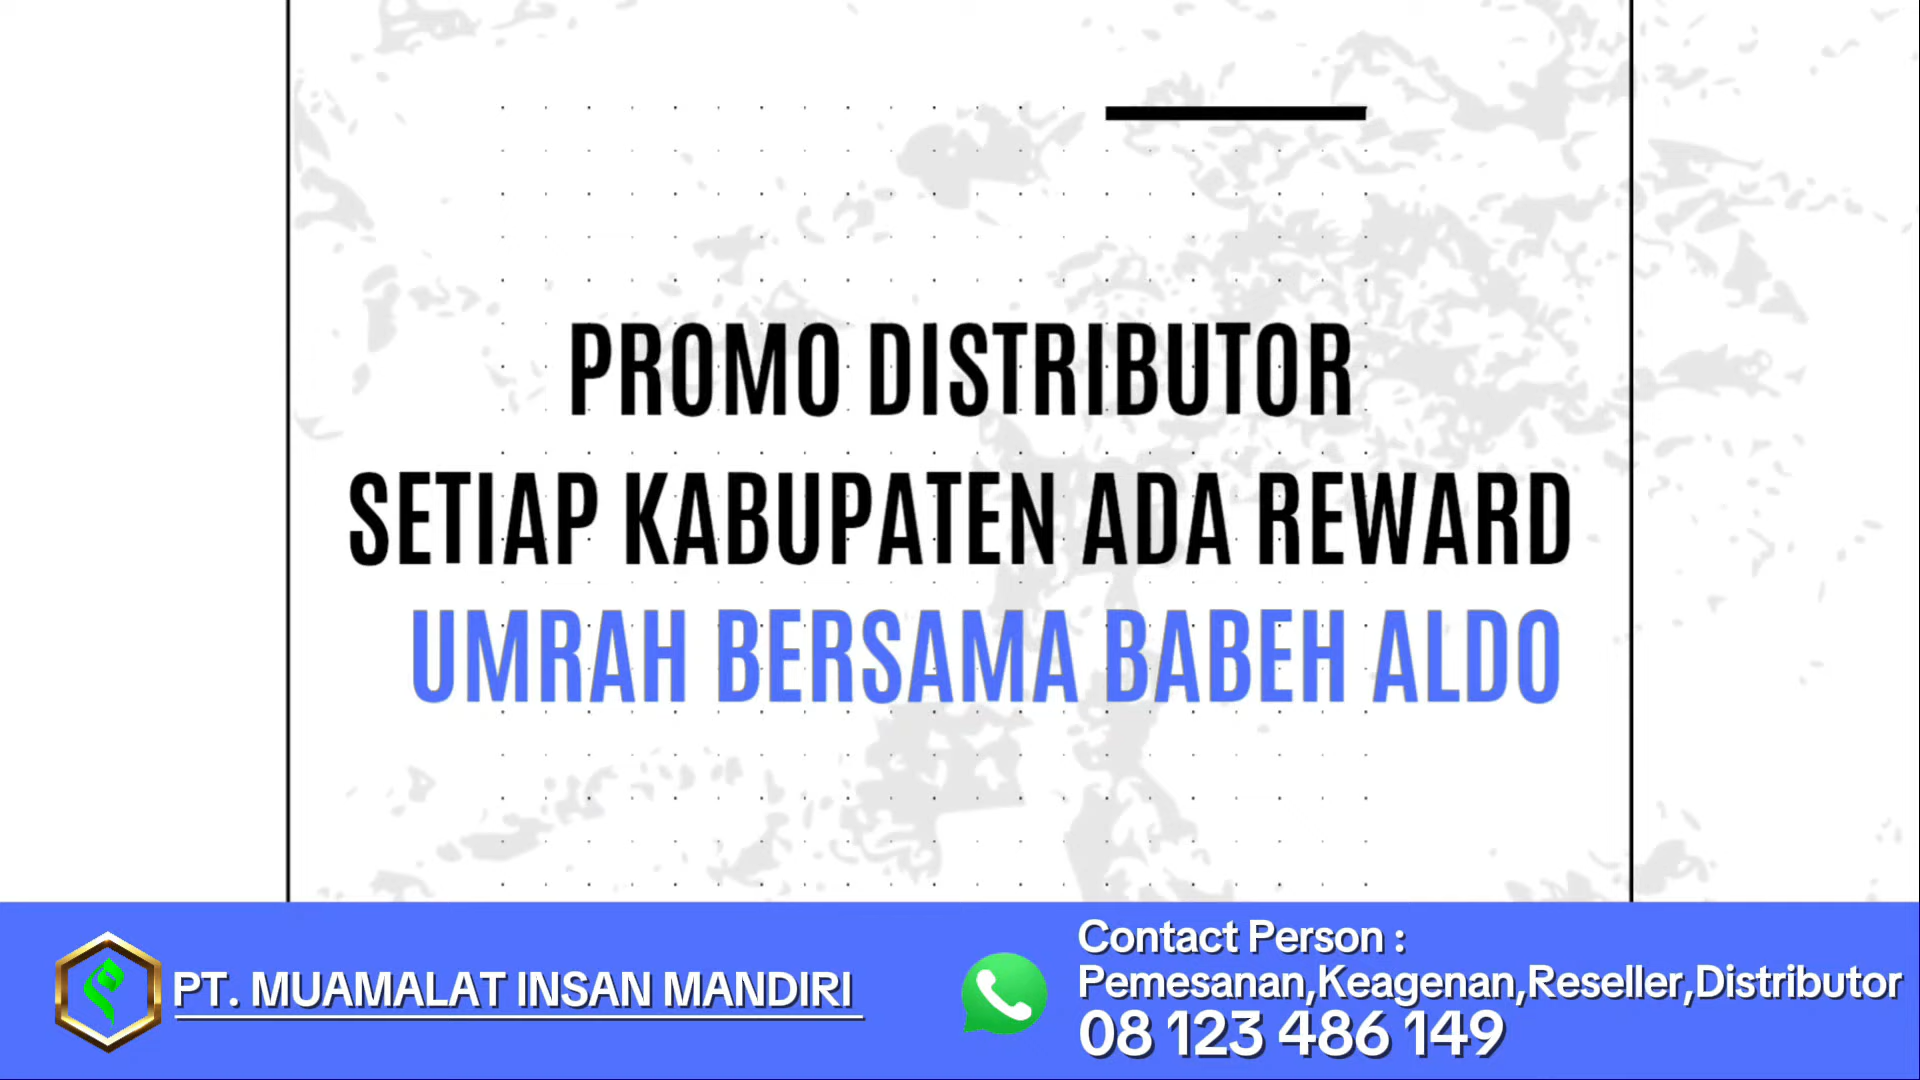 PROMO DISTRIBUTOR
SETIAP KABUPATEN ADA REWARD
UMRAH BERSAMA BABEH ALDO
PT. MUAMALAT INSAN MANDIRI
Contact Person :
Pemesanan,Keagenan,Reseller,Distributor
08 123 486 149